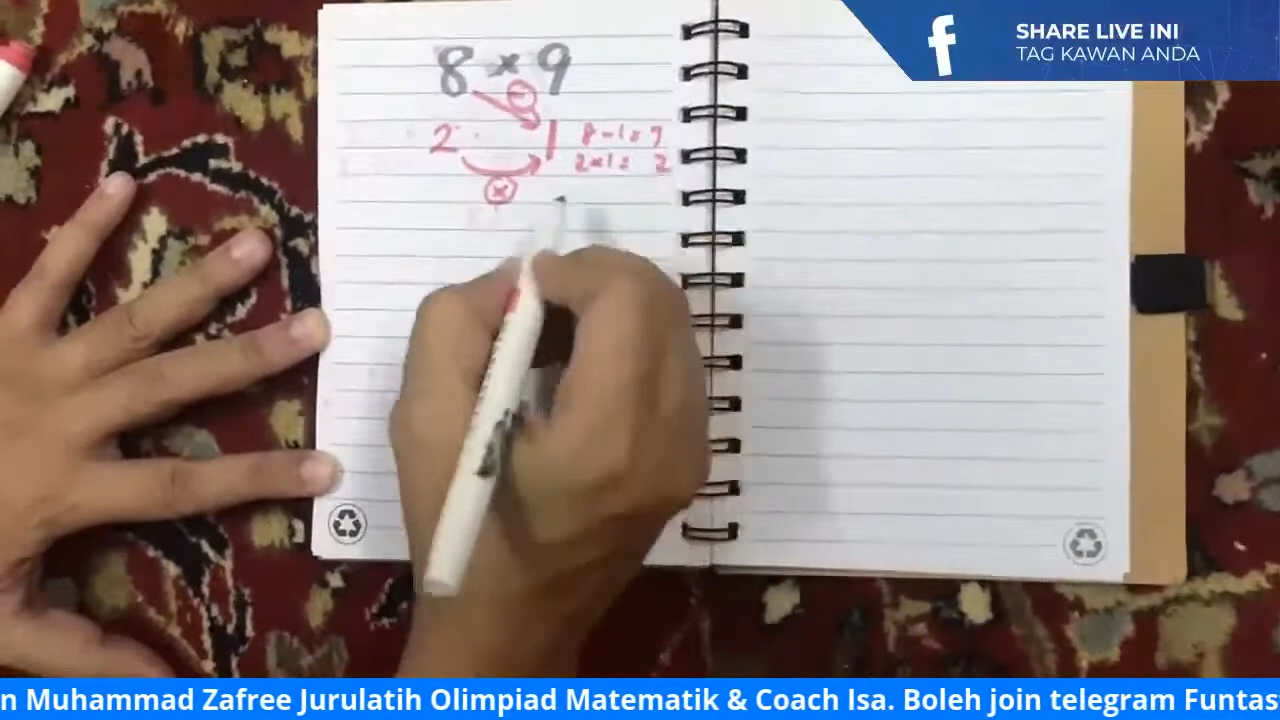 SHARE LIVE INI
TAG KAWAN ANDA
8 × 9
−
2 1
8 - 1 = 7
2 × 1 = 2
×
n Muhammad Zafree Jurulatih Olimpiad Matematik & Coach Isa. Boleh join telegram Funtas